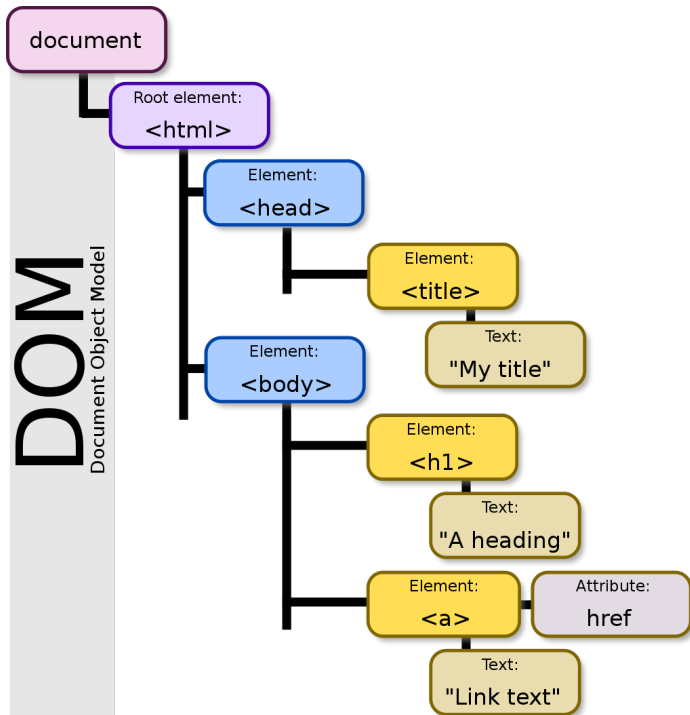 document
Root element:
<html>
Element:
<head>
Element:
<title>
Text:
"My title"
Element:
<body>
Element:
<h1>
Text:
"A heading"
Element:
<a>
Attribute:
href
Text:
"Link text"
DOM
Document Object Model